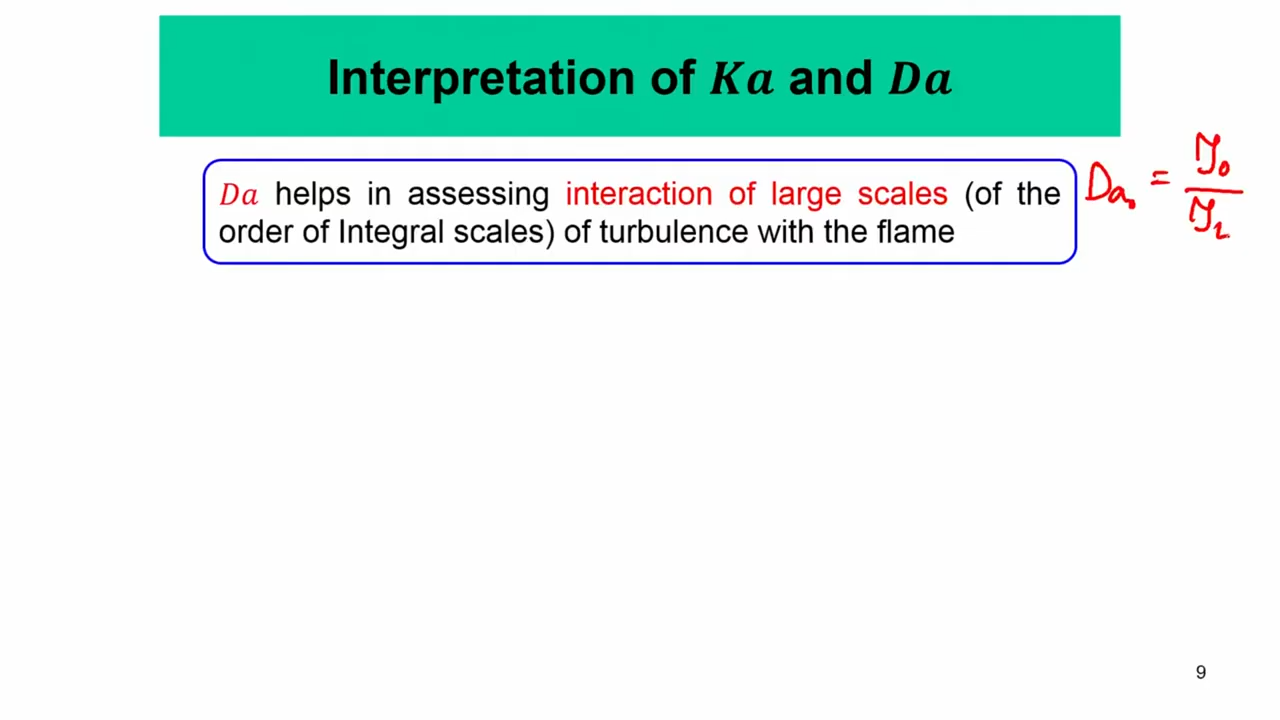 Interpretation of Ka and Da
Da helps in assessing interaction of large scales (of the
order of Integral scales) of turbulence with the flame
Da₀ = τ₀ / τ_L
9